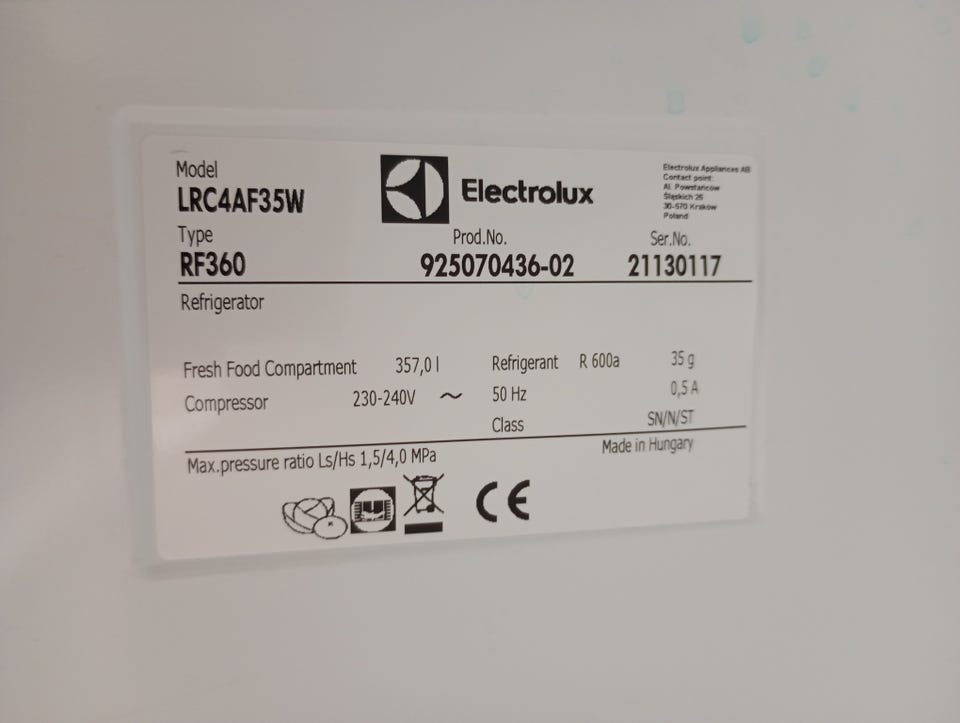 Model
LRC4AF35W
Electrolux
Electrolux Appliances AB
Contact point:
Al. Powstańców
Śląskich 26
30-570 Kraków
Poland
Type
RF360
Prod.No.
925070436-02
Ser.No.
21130117
Refrigerator
Fresh Food Compartment 357,0 l
Refrigerant R 600a 35 g
Compressor 230-240V ~ 50 Hz 0,5 A
Class SN/N/ST
Max.pressure ratio Ls/Hs 1,5/4,0 MPa
Made in Hungary
CE